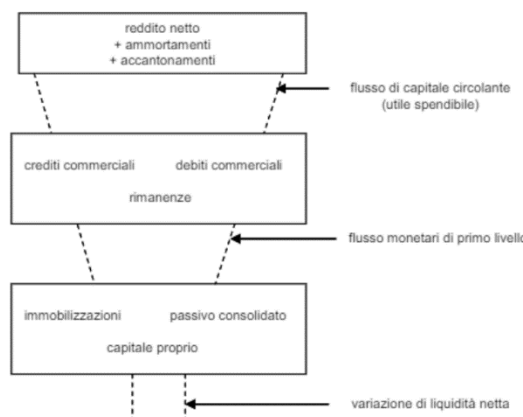 reddito netto
+ ammortamenti
+ accantonamenti
flusso di capitale circolante
(utile spendibile)
crediti commerciali debiti commerciali
rimanenze
flusso monetari di primo livello
immobilizzazioni passivo consolidato
capitale proprio
variazione di liquidità netta